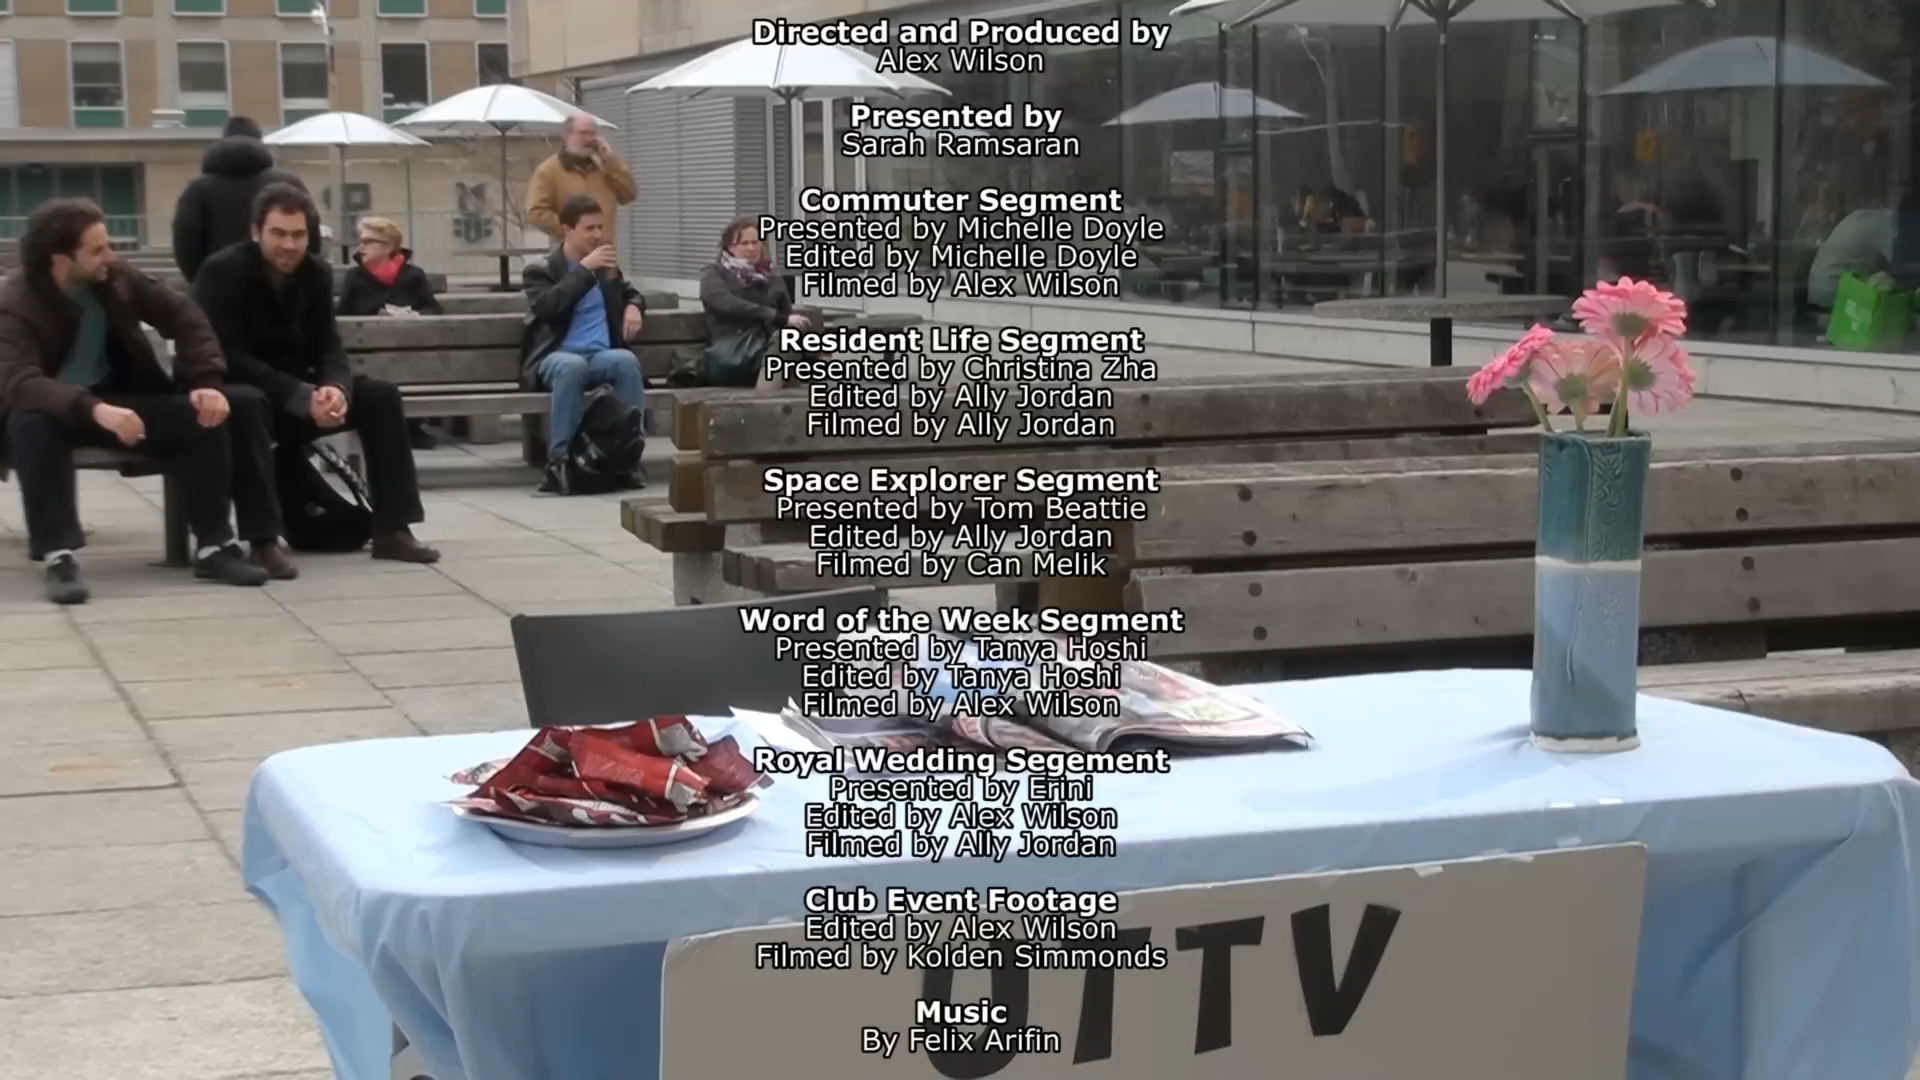 Directed and Produced by
Alex Wilson
Presented by
Sarah Ramsaran
Commuter Segment
Presented by Michelle Doyle
Edited by Michelle Doyle
Filmed by Alex Wilson
Resident Life Segment
Presented by Christina Zha
Edited by Ally Jordan
Filmed by Ally Jordan
Space Explorer Segment
Presented by Tom Beattie
Edited by Ally Jordan
Filmed by Can Melik
Word of the Week Segment
Presented by Tanya Hoshi
Edited by Tanya Hoshi
Filmed by Alex Wilson
Royal Wedding Segement
Presented by Erini
Edited by Alex Wilson
Filmed by Ally Jordan
Club Event Footage
Edited by Alex Wilson
Filmed by Kolden Simmonds
Music
By Felix Arifin
UTTV